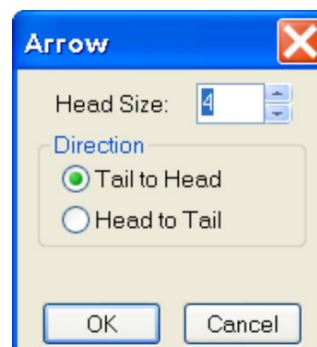 Arrow
Head Size: 4
Direction
Tail to Head
Head to Tail
OK Cancel